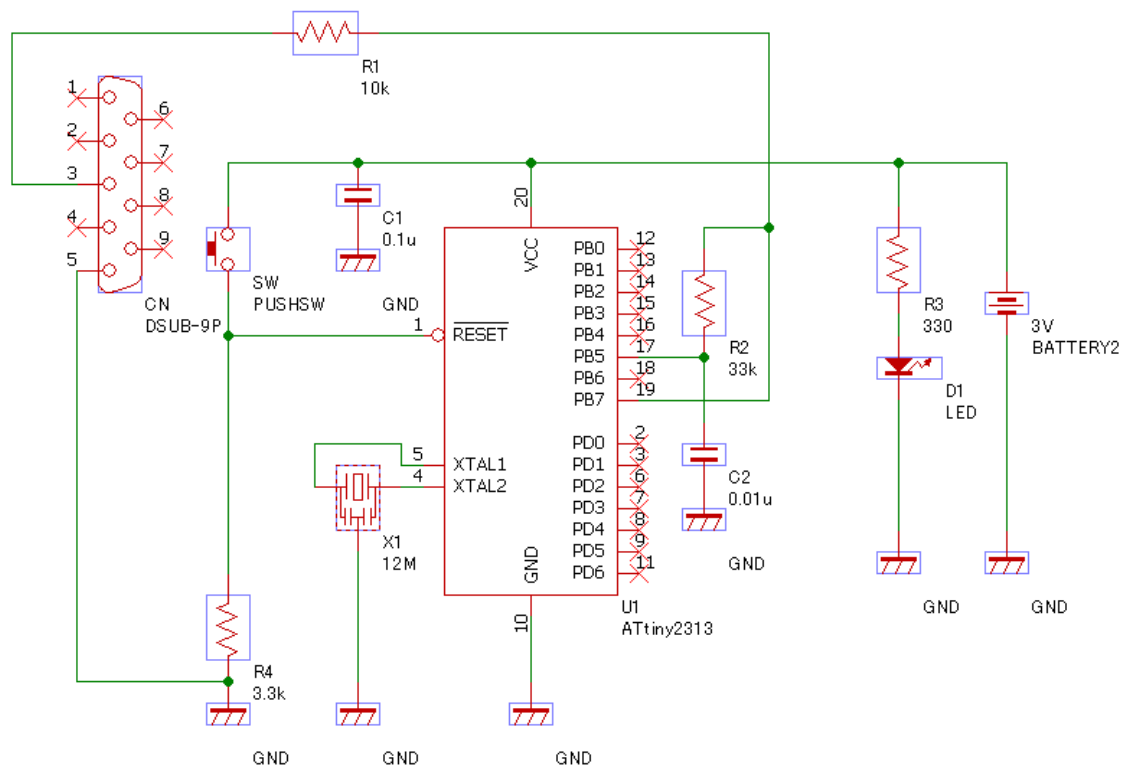 R1
10k
1
2
3
4
5
6
7
8
9
CN
DSUB-9P
SW
PUSHSW
C1
0.1u
GND
20
VCC
1
RESET
5
XTAL1
4
XTAL2
PB0
12
PB1
13
PB2
14
PB3
15
PB4
16
PB5
17
PB6
18
PB7
19
PD0
2
PD1
3
PD2
6
PD3
7
PD4
8
PD5
9
PD6
11
GND
10
U1
ATtiny2313
R2
33k
C2
0.01u
GND
R3
330
D1
LED
3V
BATTERY2
GND
GND
X1
12M
R4
3.3k
GND
GND
GND